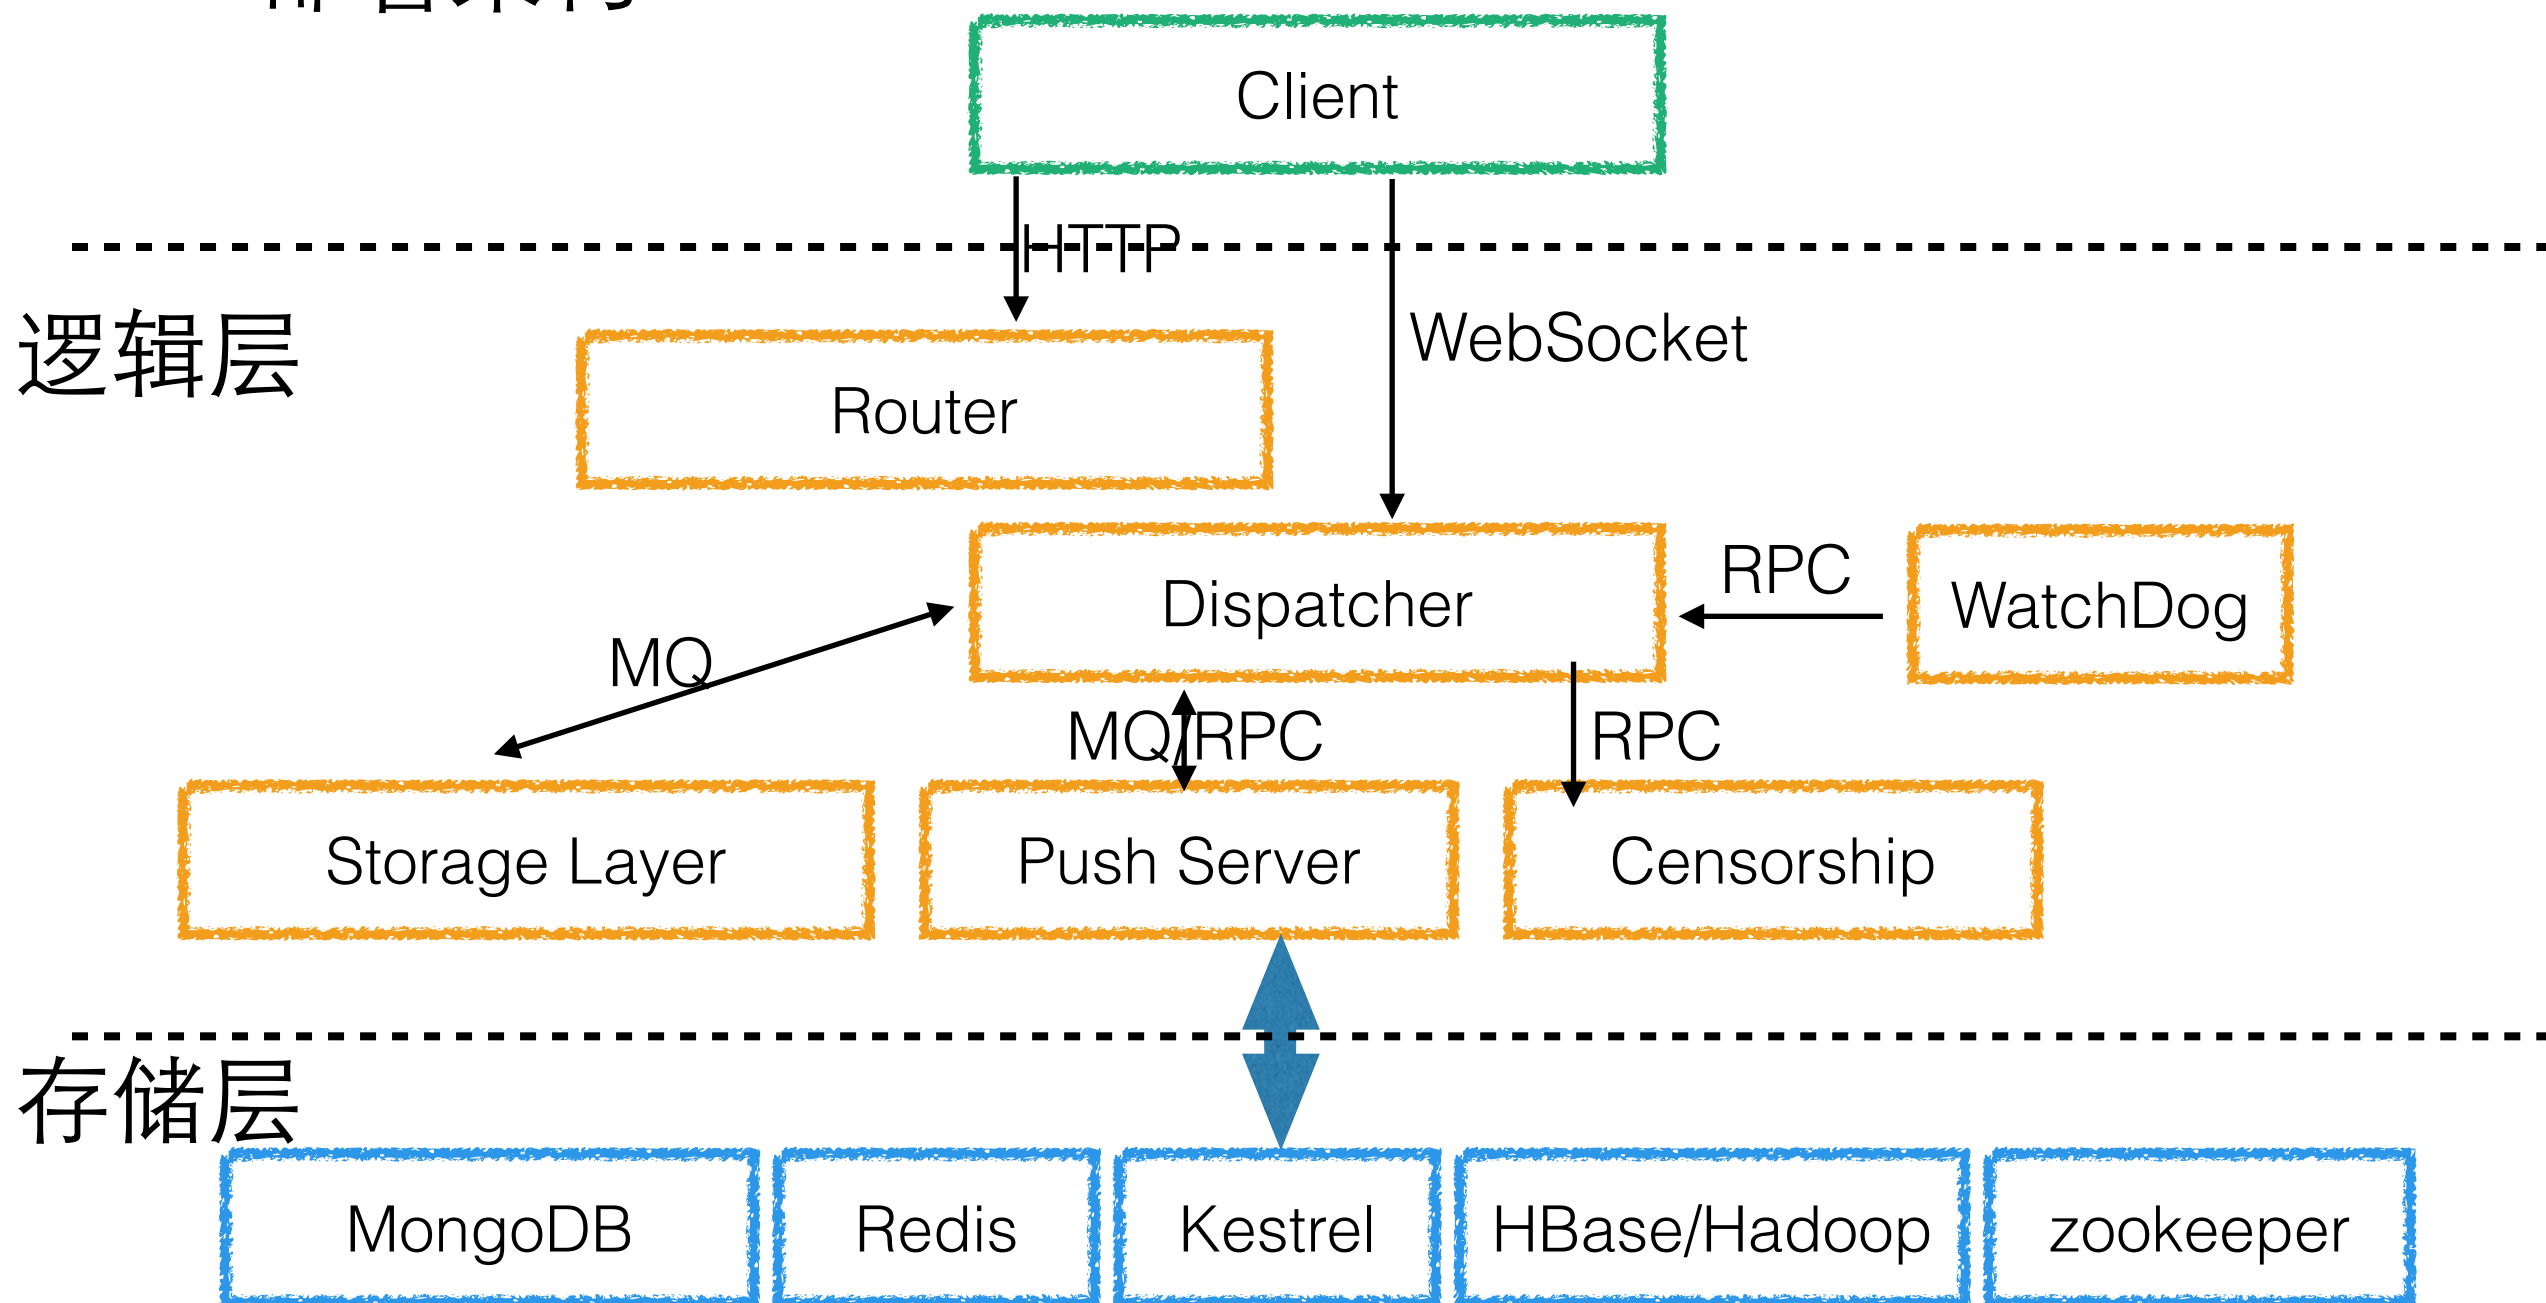 Client
HTTP
逻辑层
WebSocket
Router
Dispatcher
RPC
WatchDog
MQ
MQ/RPC
RPC
Storage Layer
Push Server
Censorship
存储层
MongoDB
Redis
Kestrel
HBase/Hadoop
zookeeper